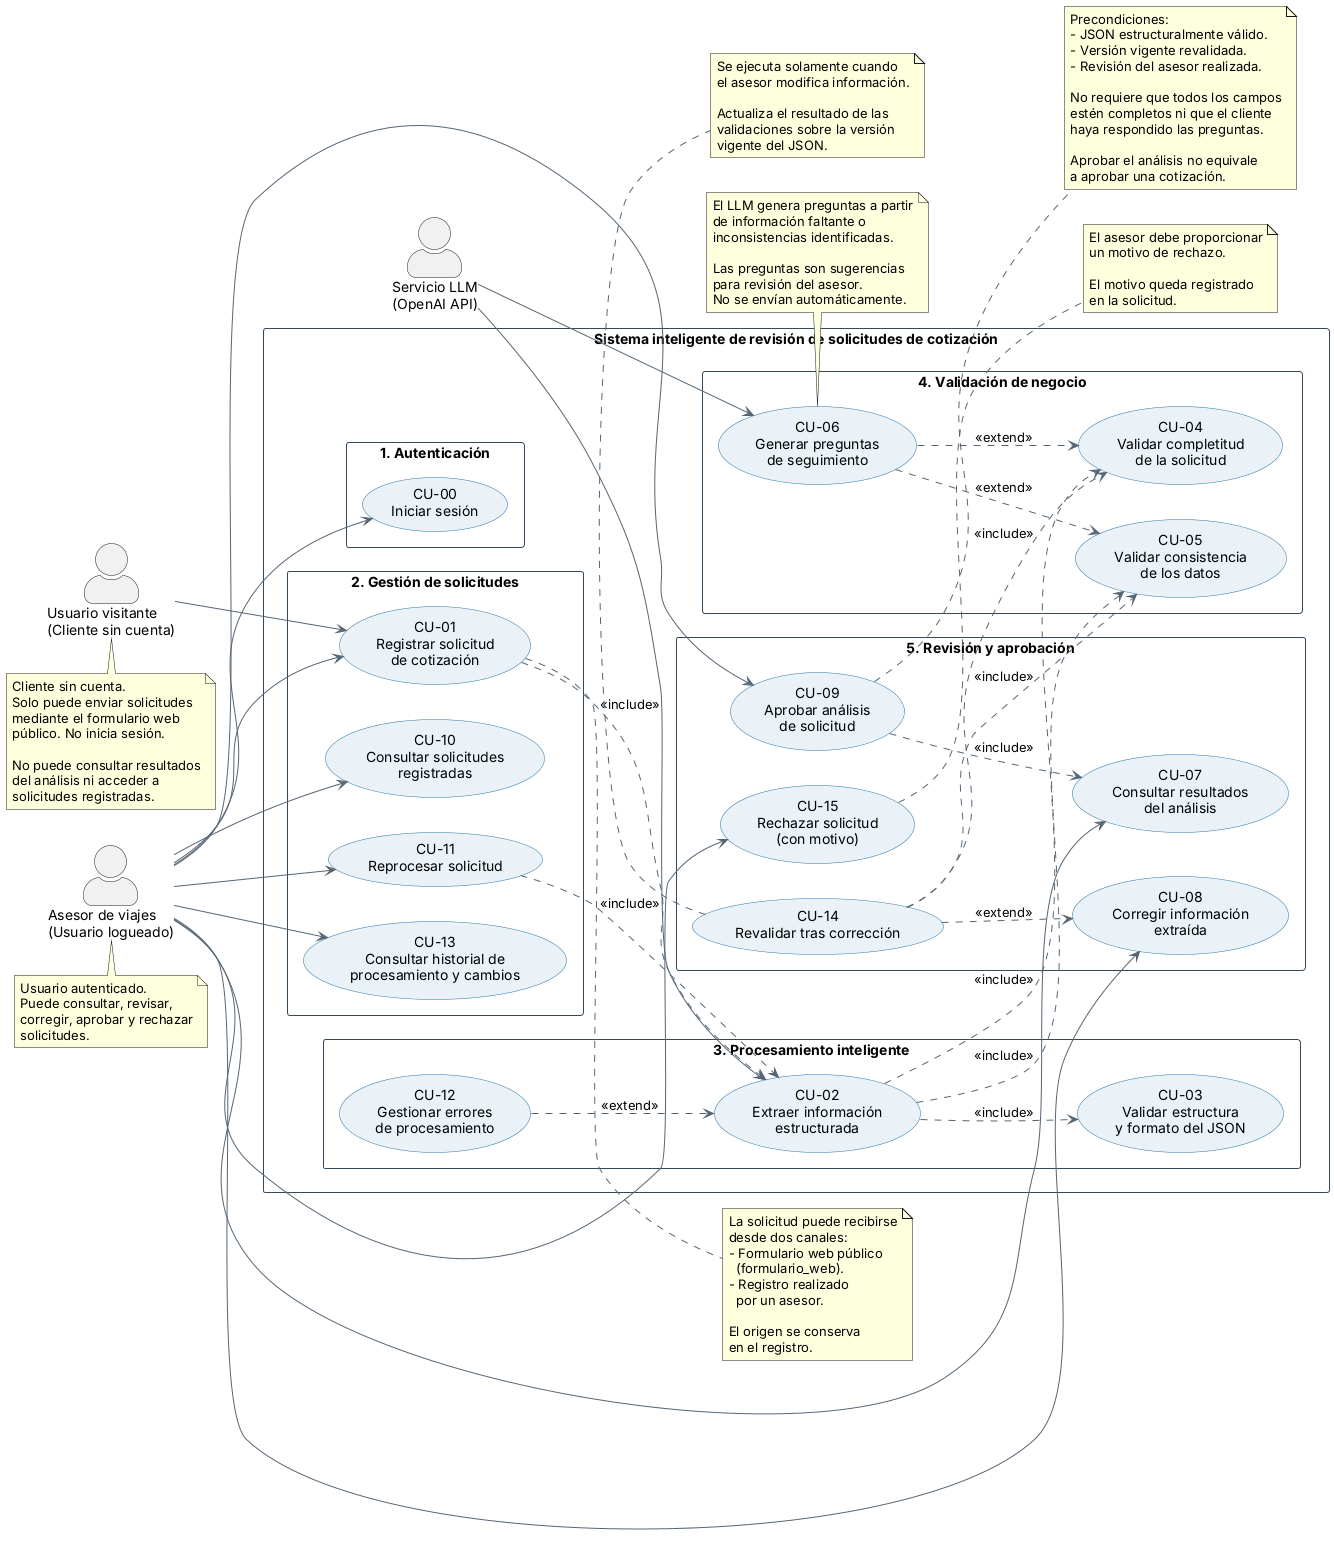 Precondiciones:
- JSON estructuralmente válido.
- Versión vigente revalidada.
- Revisión del asesor realizada.
No requiere que todos los campos
estén completos ni que el cliente
haya respondido las preguntas.
Aprobar el análisis no equivale
a aprobar una cotización.
Se ejecuta solamente cuando
el asesor modifica información.
Actualiza el resultado de las
validaciones sobre la versión
vigente del JSON.
El LLM genera preguntas a partir
de información faltante o
inconsistencias identificadas.
Las preguntas son sugerencias
para revisión del asesor.
No se envían automáticamente.
El asesor debe proporcionar
un motivo de rechazo.
El motivo queda registrado
en la solicitud.
Servicio LLM
(OpenAI API)
Sistema inteligente de revisión de solicitudes de cotización
4. Validación de negocio
CU-06
Generar preguntas
de seguimiento
«extend»
CU-04
Validar completitud
de la solicitud
«extend»
«include»
CU-05
Validar consistencia
de los datos
1. Autenticación
CU-00
Iniciar sesión
2. Gestión de solicitudes
CU-01
Registrar solicitud
de cotización
«include»
CU-10
Consultar solicitudes
registradas
CU-11
Reprocesar solicitud
«include»
CU-13
Consultar historial de
procesamiento y cambios
Usuario visitante
(Cliente sin cuenta)
Cliente sin cuenta.
Solo puede enviar solicitudes
mediante el formulario web
público. No inicia sesión.
No puede consultar resultados
del análisis ni acceder a
solicitudes registradas.
Asesor de viajes
(Usuario logueado)
Usuario autenticado.
Puede consultar, revisar,
corregir, aprobar y rechazar
solicitudes.
5. Revisión y aprobación
«include»
CU-09
Aprobar análisis
de solicitud
«include»
CU-07
Consultar resultados
del análisis
CU-15
Rechazar solicitud
(con motivo)
CU-14
Revalidar tras corrección
«extend»
CU-08
Corregir información
extraída
«include»
3. Procesamiento inteligente
«include»
CU-12
Gestionar errores
de procesamiento
«extend»
CU-02
Extraer información
estructurada
«include»
CU-03
Validar estructura
y formato del JSON
La solicitud puede recibirse
desde dos canales:
- Formulario web público
(formulario_web).
- Registro realizado
por un asesor.
El origen se conserva
en el registro.